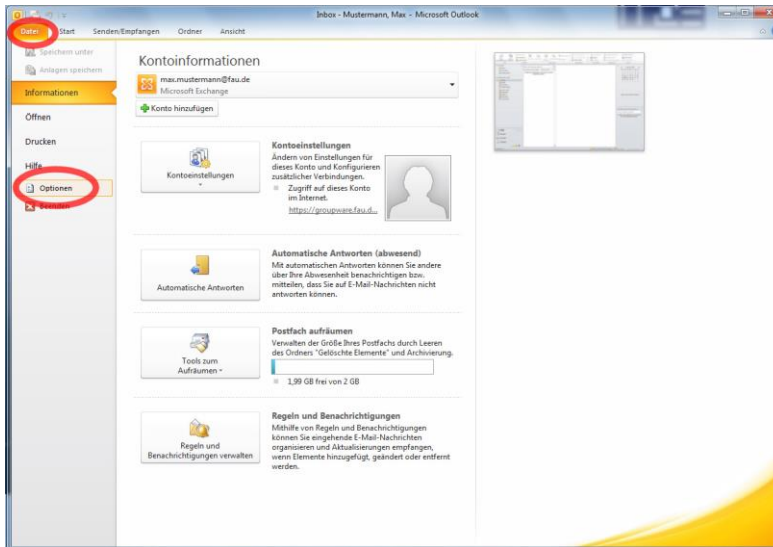 Inbox - Mustermann, Max - Microsoft Outlook
Datei Start Senden/Empfangen Ordner Ansicht
Speichern unter
Anlagen speichern
Informationen
Öffnen
Drucken
Hilfe
Optionen
Beenden
Kontoinformationen
max.mustermann@fau.de
Microsoft Exchange
Konto hinzufügen
Kontoeinstellungen
Kontoeinstellungen
Ändern von Einstellungen für
dieses Konto und Konfigurieren
zusätzlicher Verbindungen.
Zugriff auf dieses Konto
im Internet.
https://groupware.fau.d...
Automatische Antworten
Automatische Antworten (abwesend)
Mit automatischen Antworten können Sie andere
über Ihre Abwesenheit benachrichtigen bzw.
mitteilen, dass Sie auf E-Mail-Nachrichten nicht
antworten können.
Tools zum
Aufräumen
Postfach aufräumen
Verwalten der Größe Ihres Postfachs durch Leeren
des Ordners "Gelöschte Elemente" und Archivierung.
1,99 GB frei von 2 GB
Regeln und
Benachrichtigungen verwalten
Regeln und Benachrichtigungen
Mithilfe von Regeln und Benachrichtigungen
können Sie eingehende E-Mail-Nachrichten
organisieren und Aktualisierungen empfangen,
wenn Elemente hinzugefügt, geändert oder entfernt
werden.